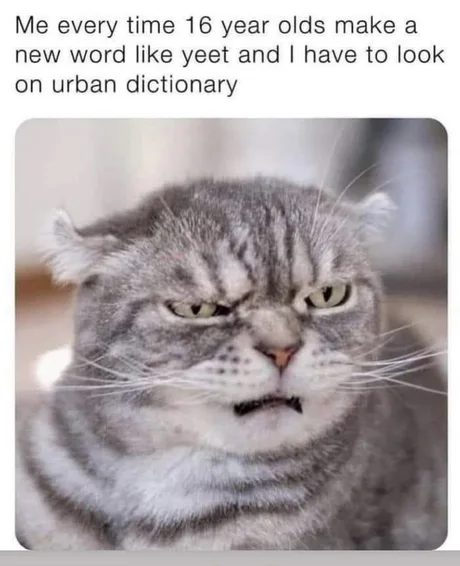 Me every time 16 year olds make a
new word like yeet and I have to look
on urban dictionary